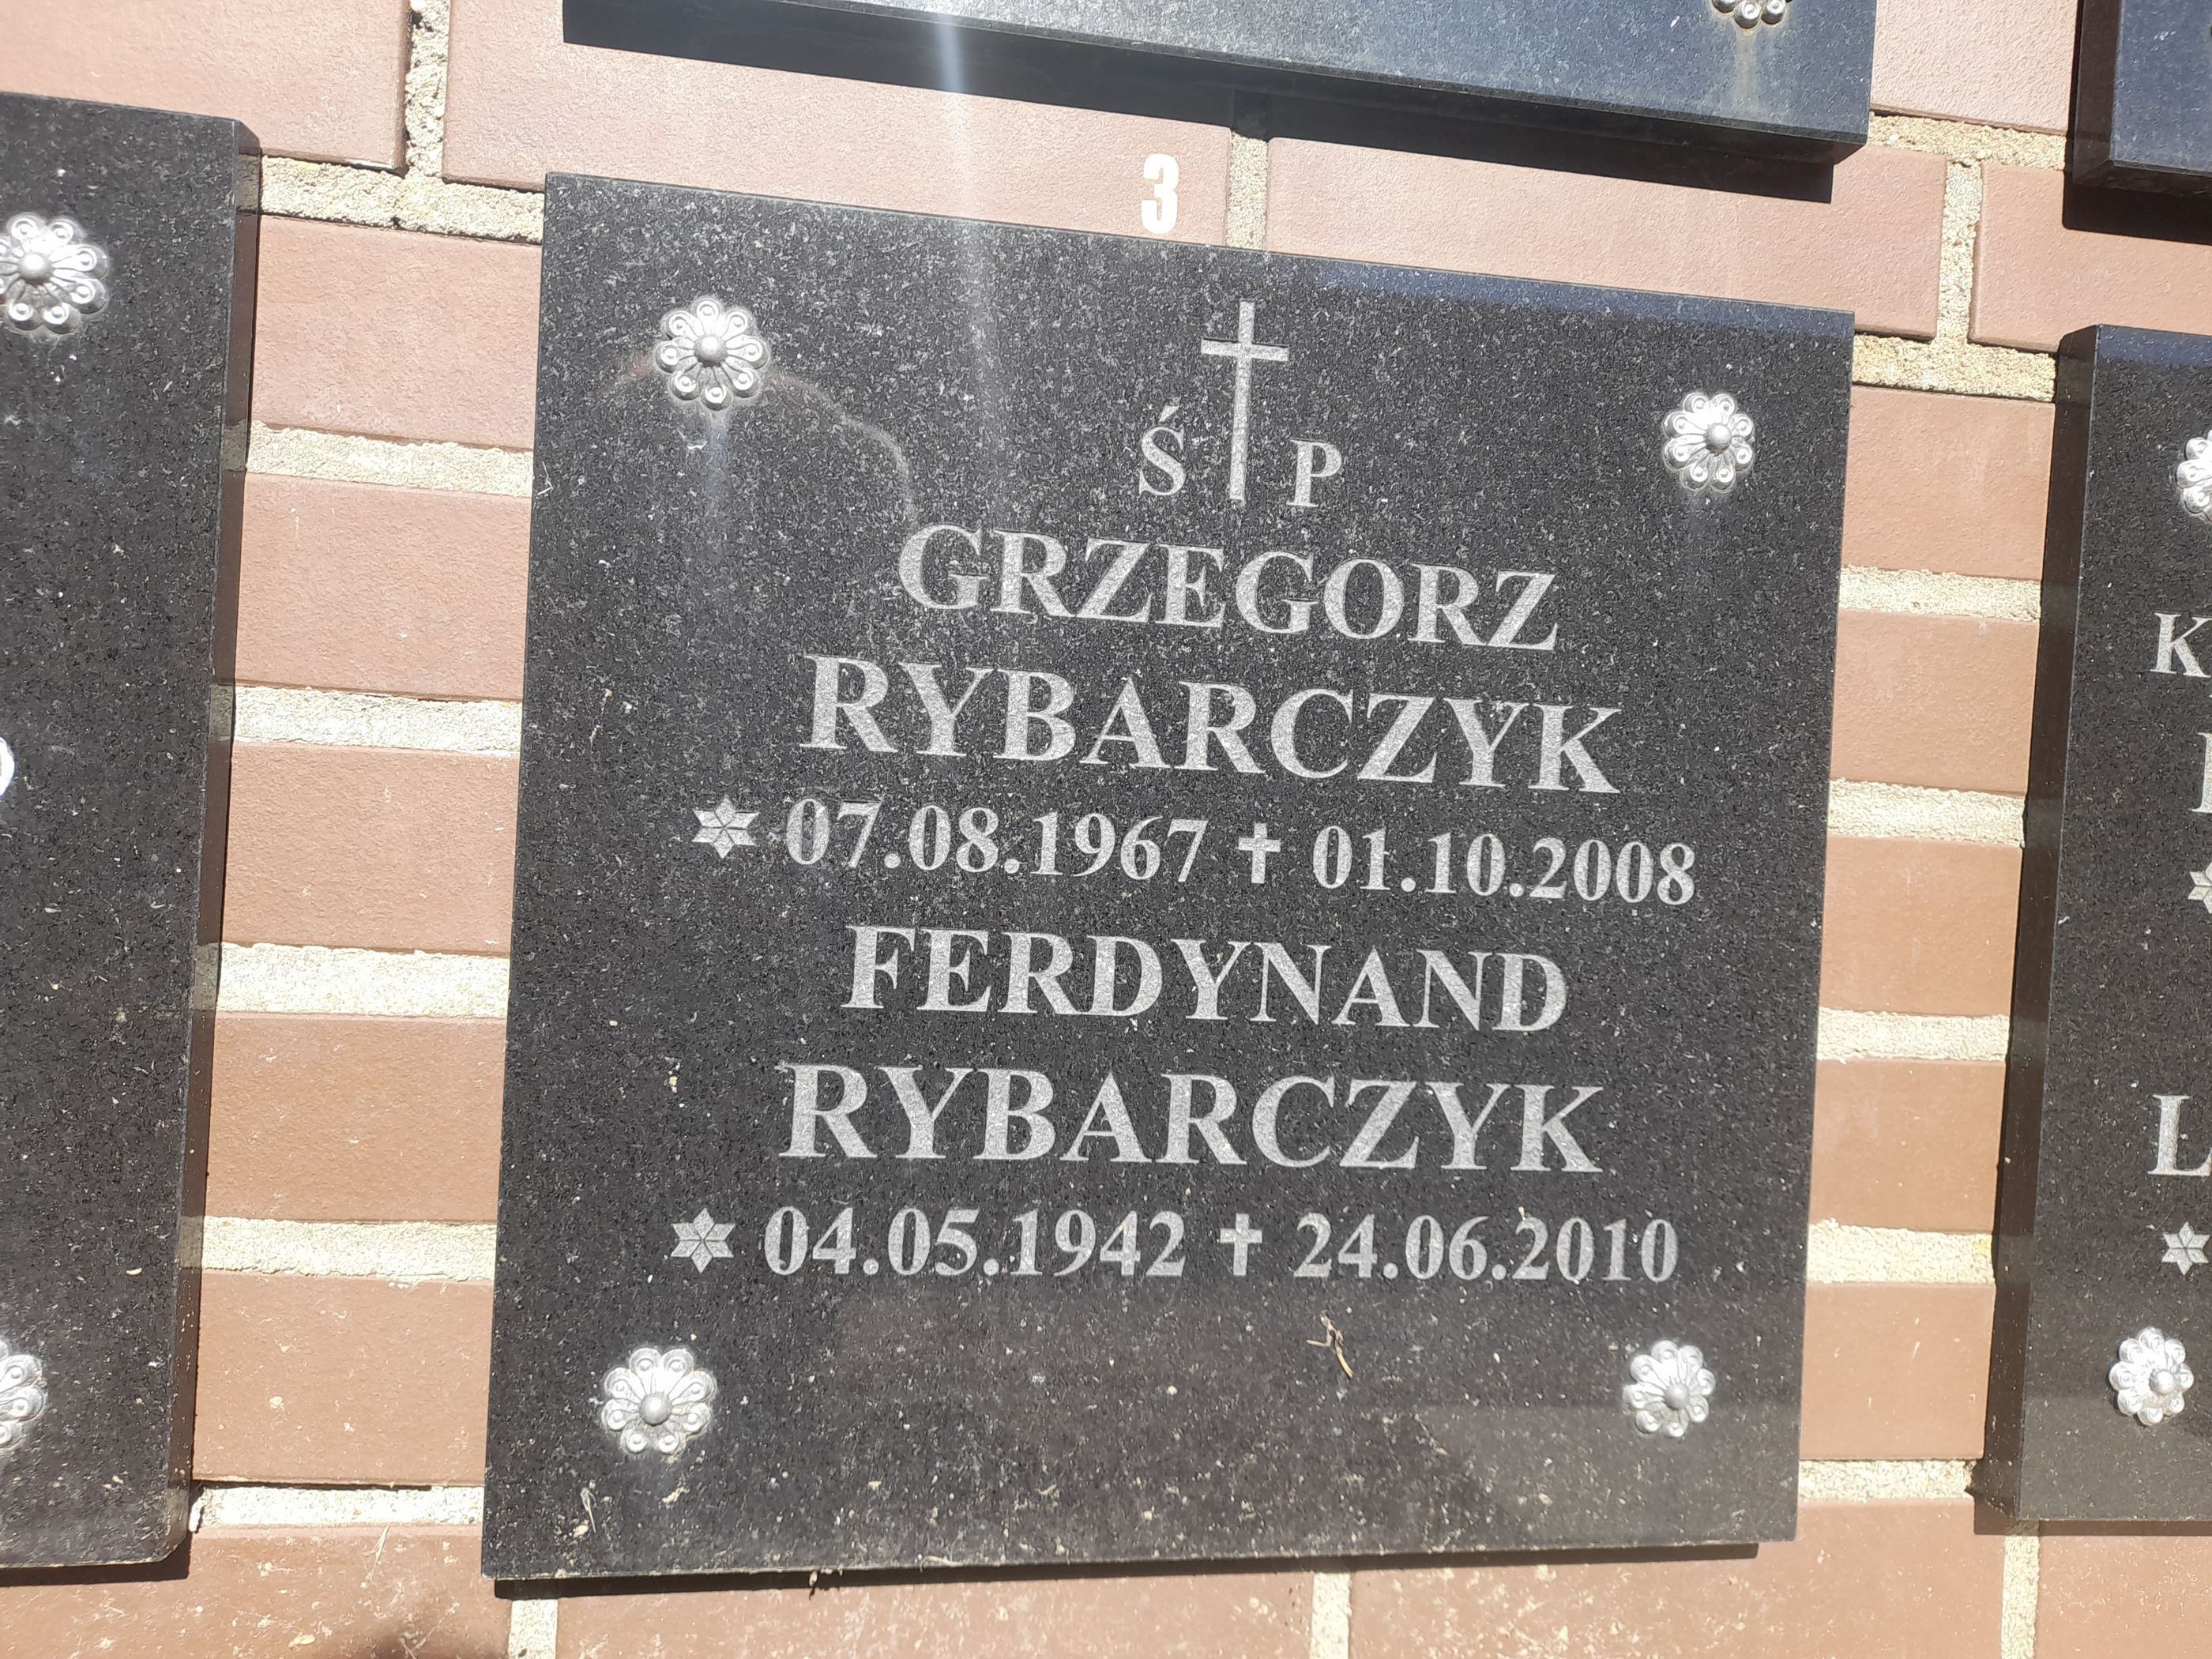 3
Ś P
GRZEGORZ
RYBARCZYK
07.08.1967 ✝ 01.10.2008
FERDYNAND
RYBARCZYK
04.05.1942 ✝ 24.06.2010